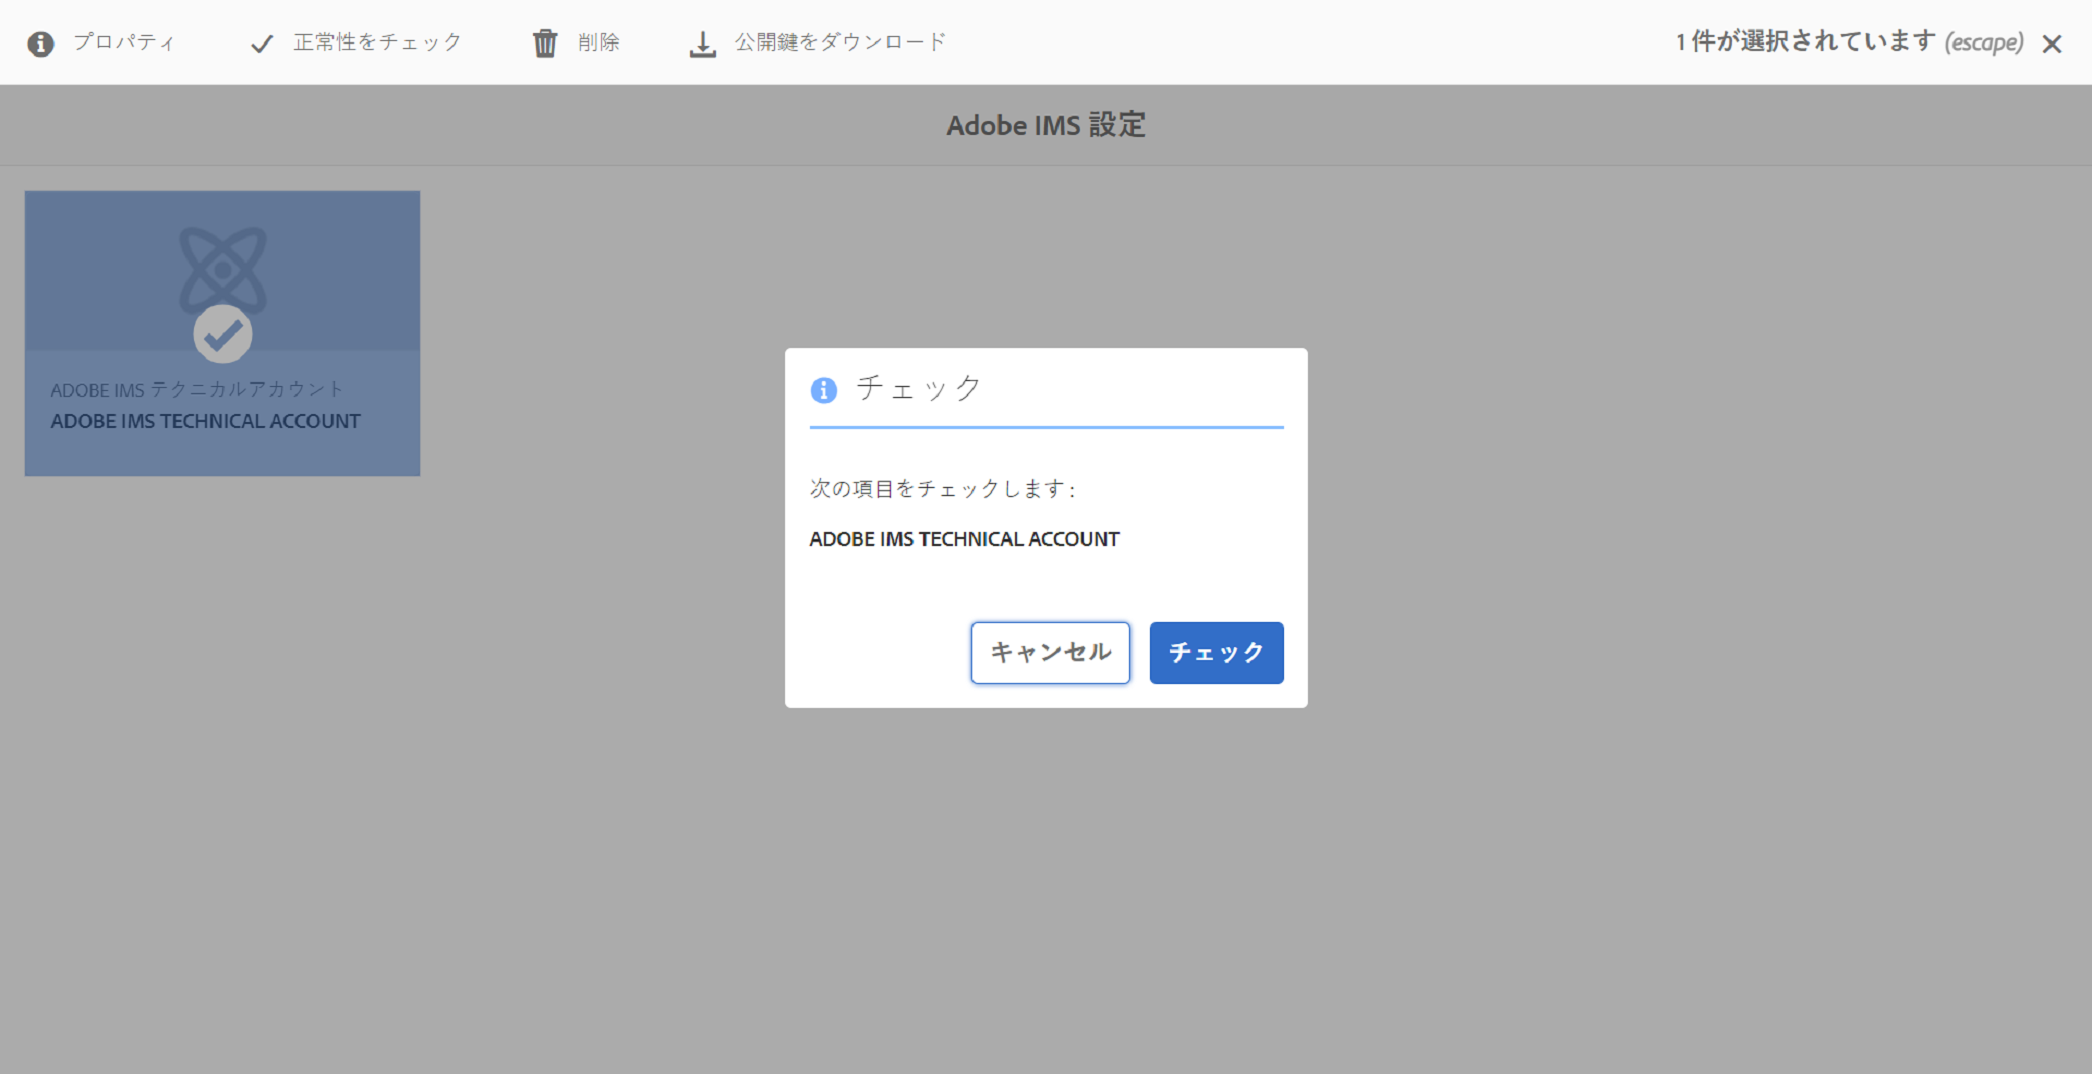 プロパティ 正常性をチェック 削除 公開鍵をダウンロード 1 件が選択されています (escape)
Adobe IMS 設定
ADOBE IMS テクニカルアカウント
ADOBE IMS TECHNICAL ACCOUNT
チェック
次の項目をチェックします :
ADOBE IMS TECHNICAL ACCOUNT
キャンセル チェック